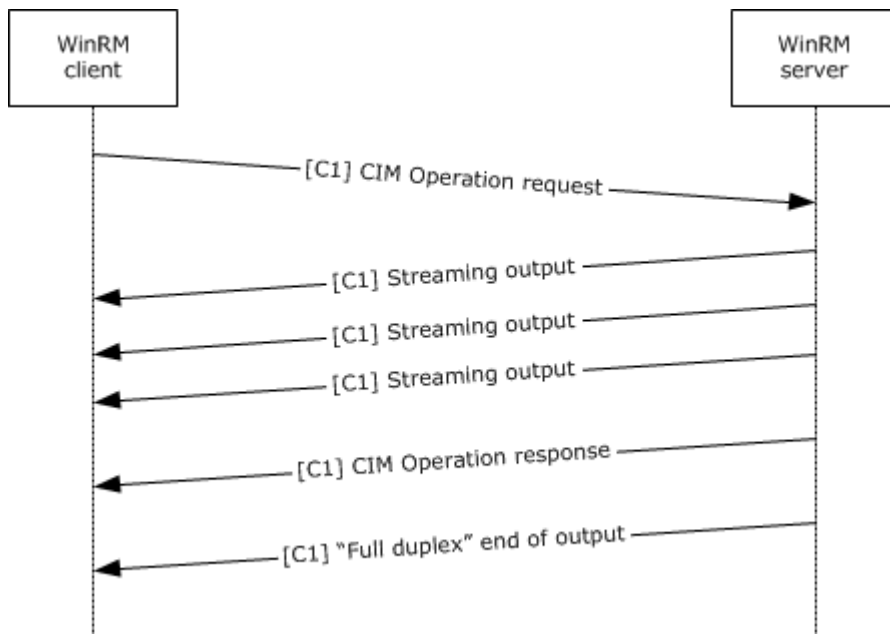 WinRM
client
WinRM
server
[C1] CIM Operation request
[C1] Streaming output
[C1] Streaming output
[C1] Streaming output
[C1] CIM Operation response
[C1] “Full duplex” end of output